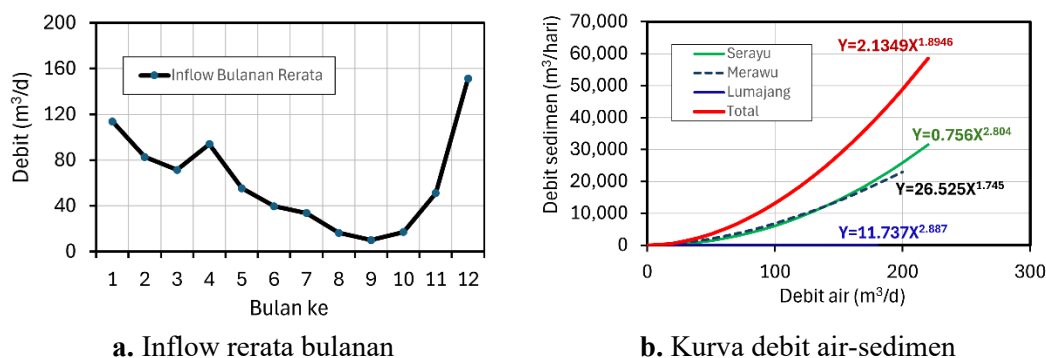 200
160
120
80
40
0
Debit (m³/d)
Inflow Bulanan Rerata
1 2 3 4 5 6 7 8 9 10 11 12
Bulan ke
a. Inflow rerata bulanan
70,000
60,000
50,000
40,000
30,000
20,000
10,000
0
Debit sedimen (m³/hari)
Serayu
Merawu
Lumajang
Total
Y=2.1349X^1.8946
Y=0.756X^2.804
Y=26.525X^1.745
Y=11.737X^2.887
0 100 200 300
Debit air (m³/d)
b. Kurva debit air-sedimen